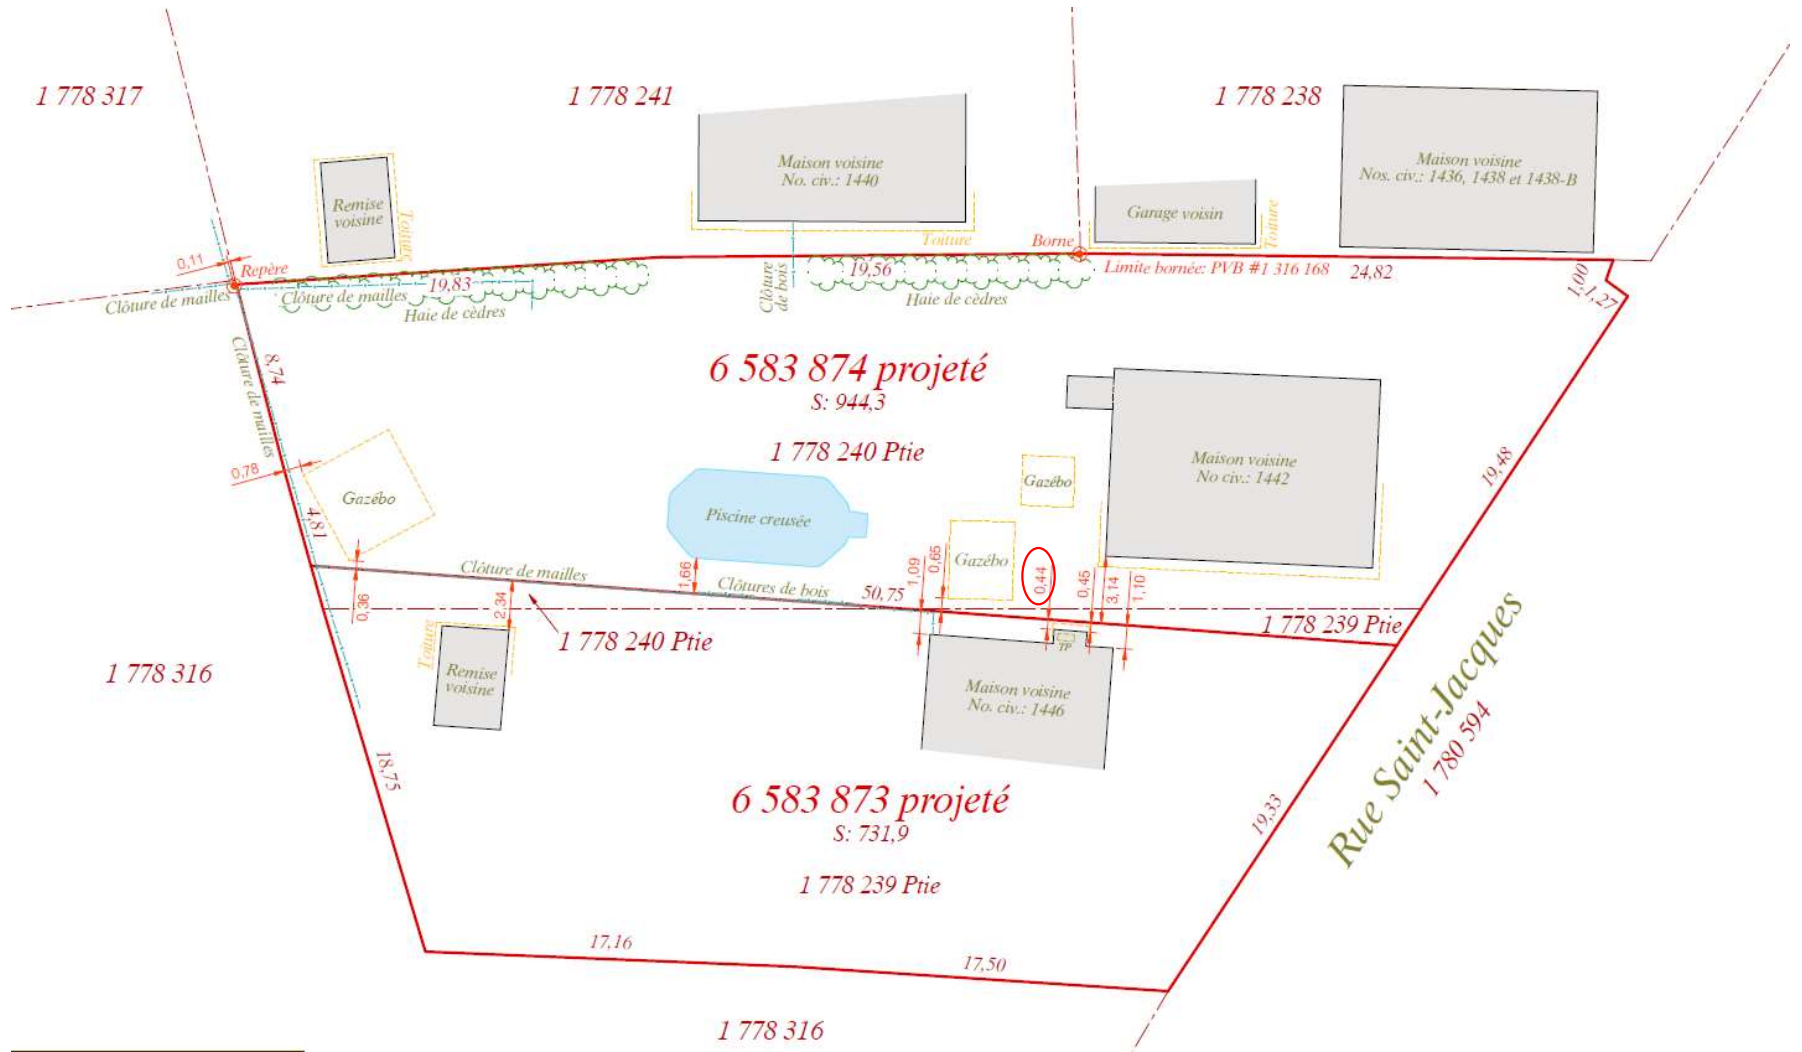 1 778 317
1 778 241
1 778 238
Maison voisine
No. civ.: 1440
Maison voisine
Nos. civ.: 1436, 1438 et 1438-B
Remise
voisine
Toiture
Garage voisin
Toiture
Toiture
Borne
0,11
Repère
Clôture de mailles
Clôture de mailles
19,83
Haie de cèdres
Clôture
de bois
19,56
Haie de cèdres
Limite bornée: PVB #1 316 168
24,82
1,00
1,27
8,74
Clôture de mailles
6 583 874 projeté
S: 944,3
1 778 240 Ptie
Maison voisine
No civ.: 1442
19,48
0,78
Gazébo
4,81
Piscine creusée
Gazébo
Gazébo
Clôture de mailles
Clôtures de bois
50,75
0,36
2,34
1,66
1,09
0,65
0,44
0,45
3,14
1,10
1 778 239 Ptie
1 778 240 Ptie
Toiture
Remise
voisine
TP
Maison voisine
No. civ.: 1446
1 778 316
18,75
Rue Saint-Jacques
1 780 594
6 583 873 projeté
S: 731,9
19,33
1 778 239 Ptie
17,16
17,50
1 778 316